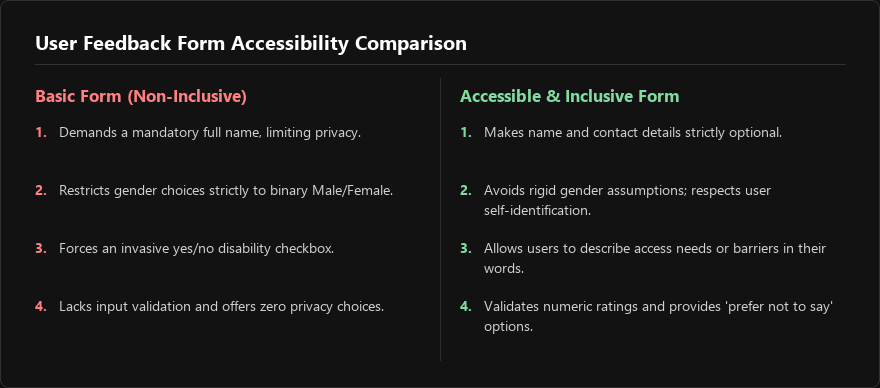 User Feedback Form Accessibility Comparison
Basic Form (Non-Inclusive)
1. Demands a mandatory full name, limiting privacy.
2. Restricts gender choices strictly to binary Male/Female.
3. Forces an invasive yes/no disability checkbox.
4. Lacks input validation and offers zero privacy choices.
Accessible & Inclusive Form
1. Makes name and contact details strictly optional.
2. Avoids rigid gender assumptions; respects user
self-identification.
3. Allows users to describe access needs or barriers in their
words.
4. Validates numeric ratings and provides 'prefer not to say'
options.